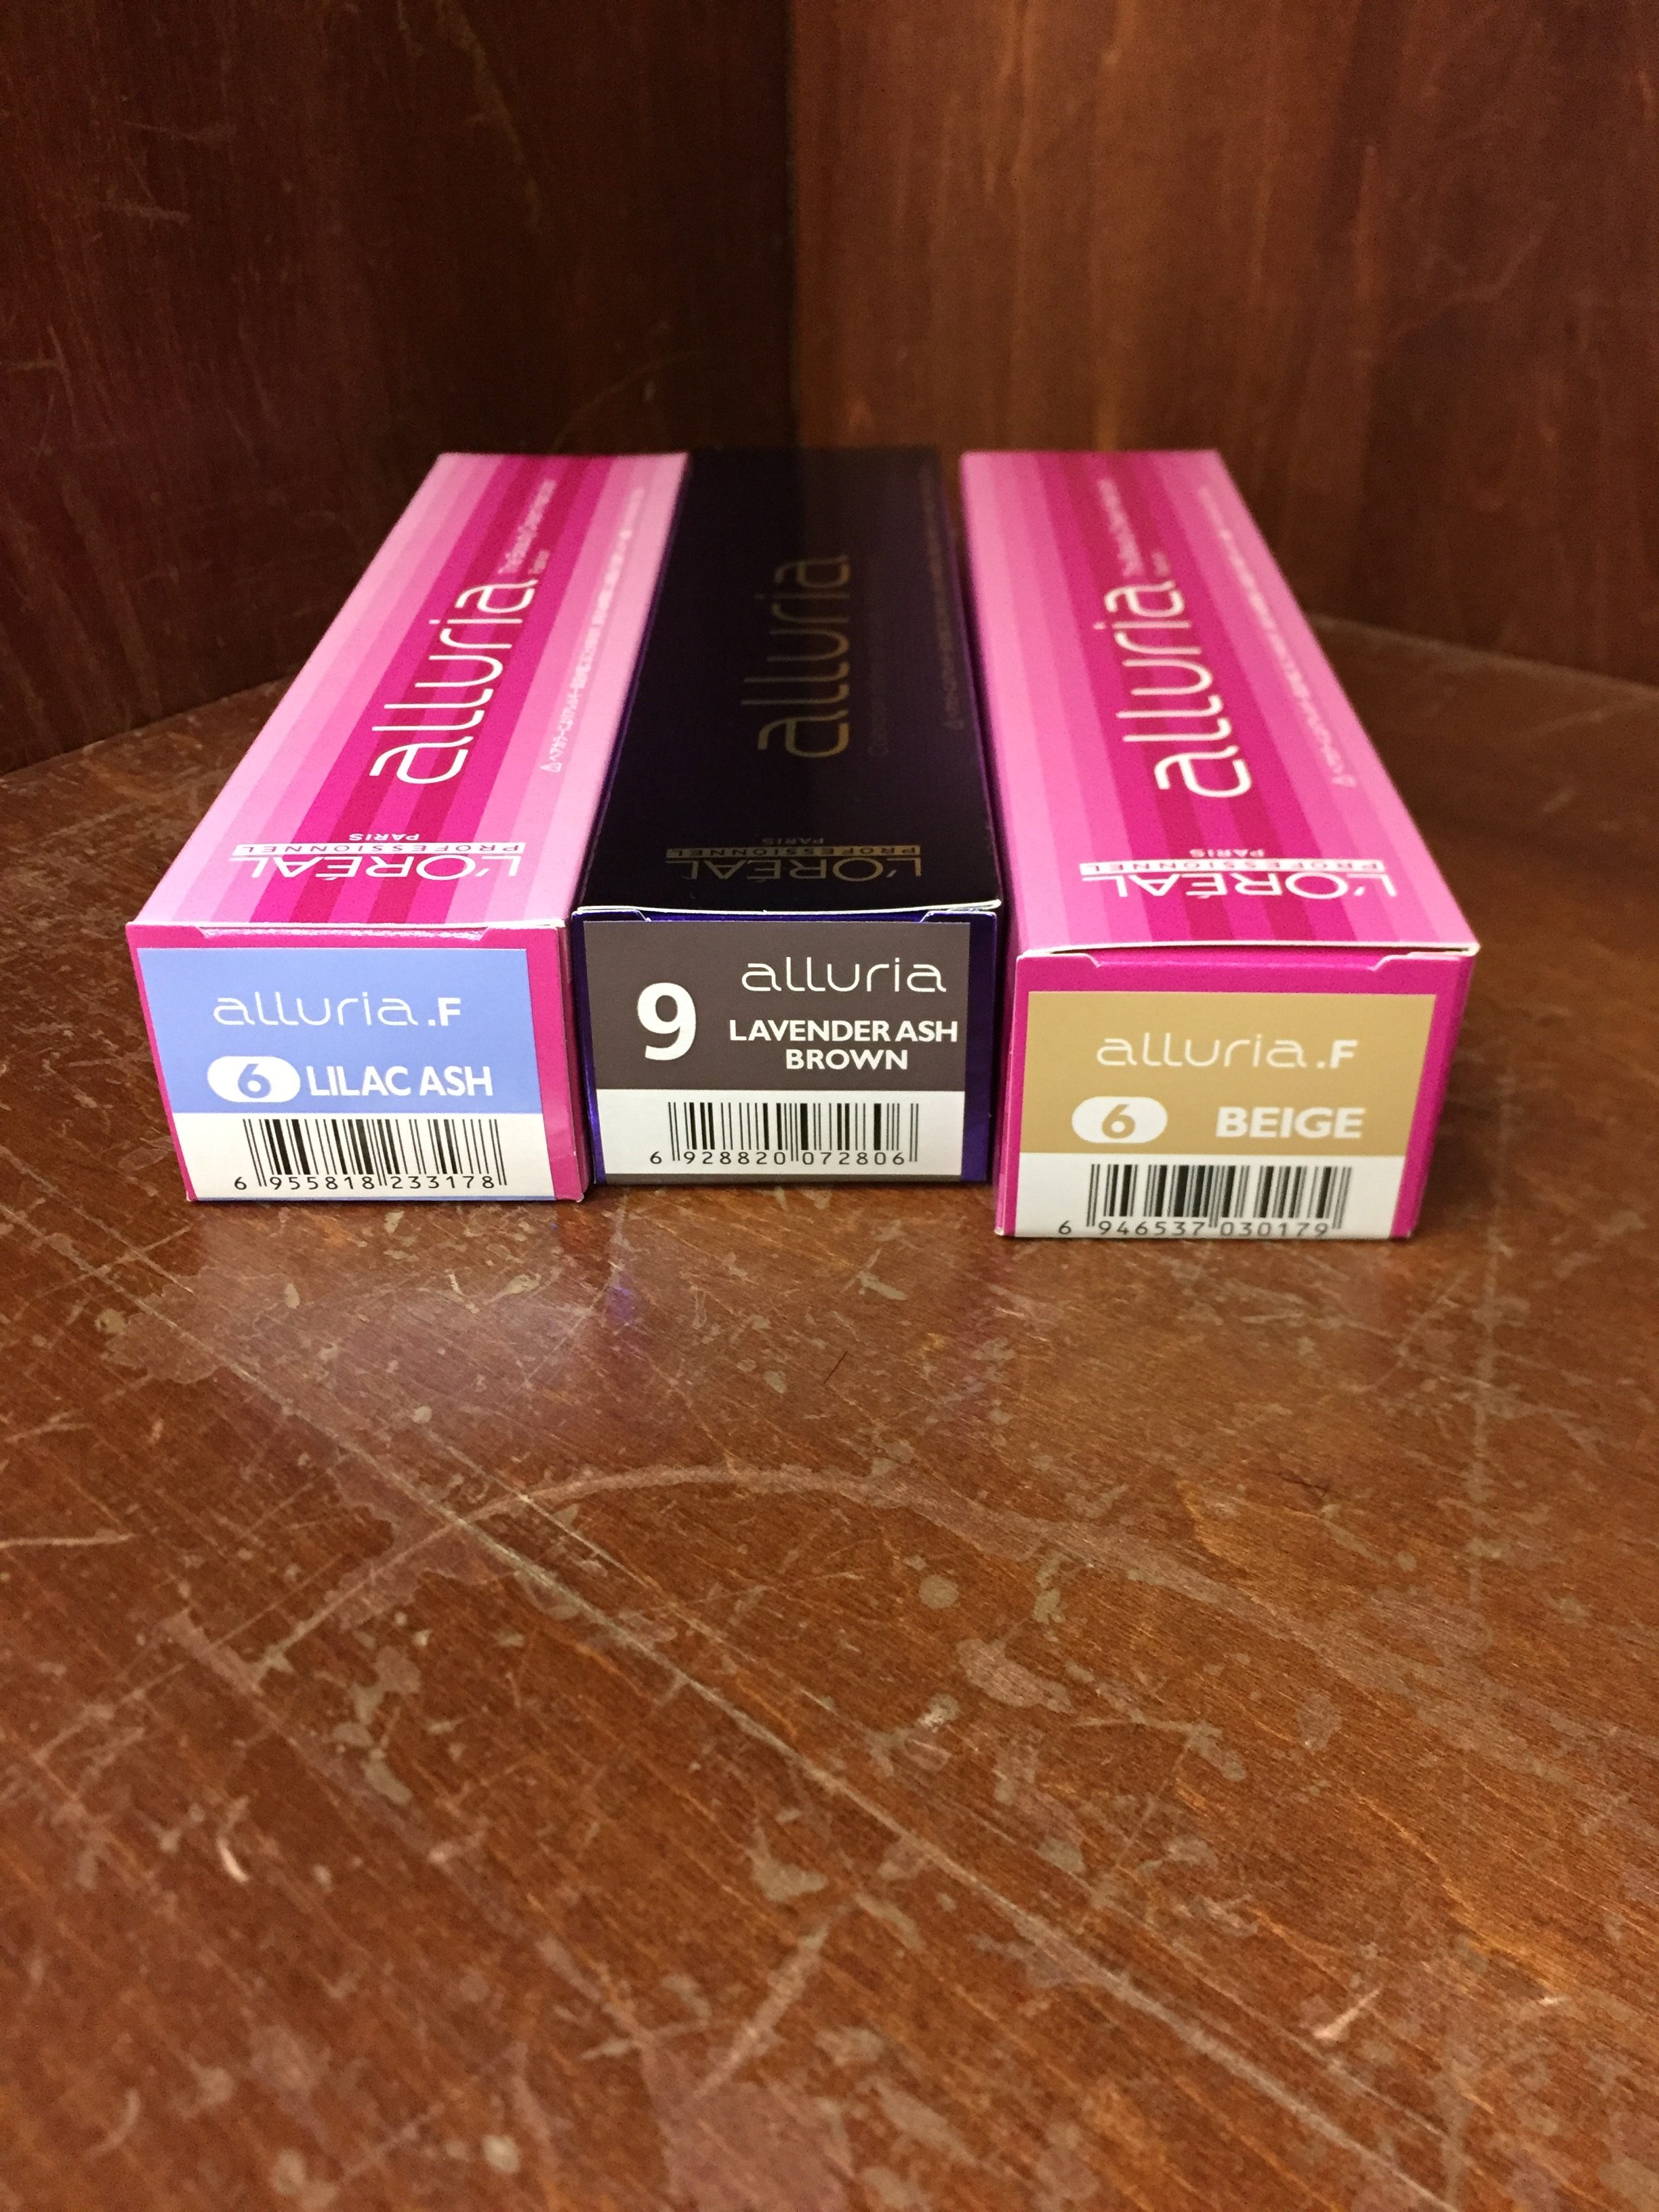 alluria
L'ORÉAL
PROFESSIONNEL
PARIS
alluria.F
6 LILAC ASH
6 955818 233178
alluria
L'ORÉAL
PROFESSIONNEL
PARIS
9 alluria
LAVENDER ASH
BROWN
6 928820 072806
alluria
L'ORÉAL
PROFESSIONNEL
PARIS
alluria.F
6 BEIGE
6 946537 030179